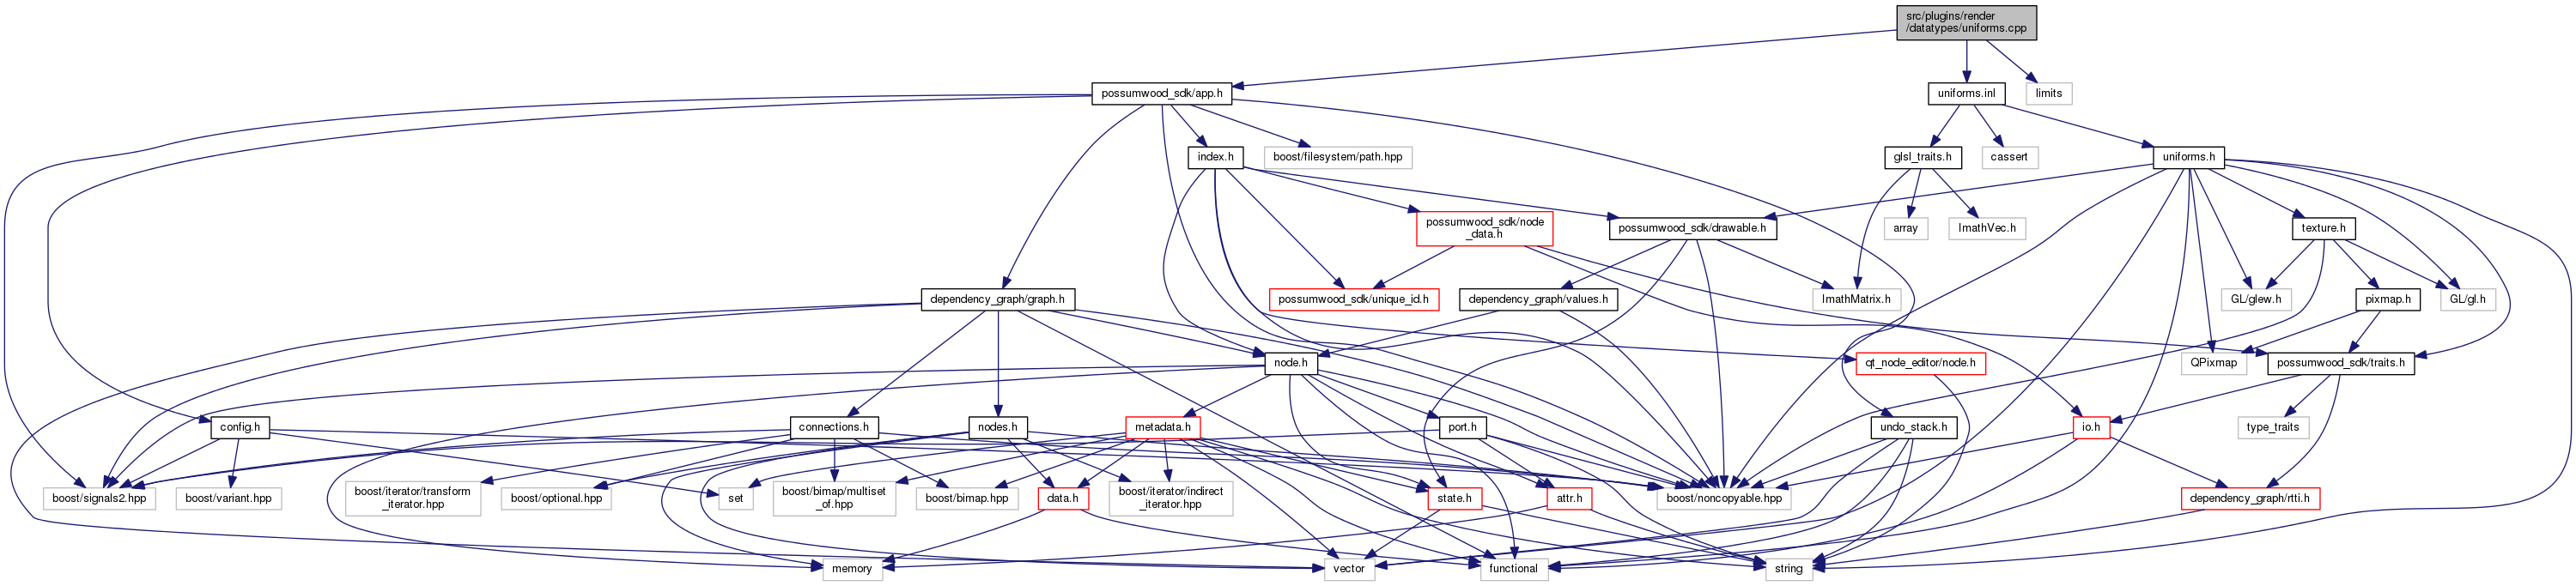 src/plugins/render
/datatypes/uniforms.cpp
possumwood_sdk/app.h
uniforms.inl
limits
index.h
boost/filesystem/path.hpp
glsl_traits.h
cassert
uniforms.h
possumwood_sdk/node
_data.h
possumwood_sdk/drawable.h
array
ImathVec.h
texture.h
dependency_graph/graph.h
possumwood_sdk/unique_id.h
dependency_graph/values.h
ImathMatrix.h
GL/glew.h
pixmap.h
GL/gl.h
node.h
qt_node_editor/node.h
QPixmap
possumwood_sdk/traits.h
config.h
connections.h
nodes.h
metadata.h
port.h
undo_stack.h
io.h
type_traits
boost/signals2.hpp
boost/variant.hpp
boost/iterator/transform
_iterator.hpp
boost/optional.hpp
set
boost/bimap/multiset
_of.hpp
boost/bimap.hpp
data.h
boost/iterator/indirect
_iterator.hpp
state.h
attr.h
boost/noncopyable.hpp
dependency_graph/rtti.h
memory
vector
functional
string